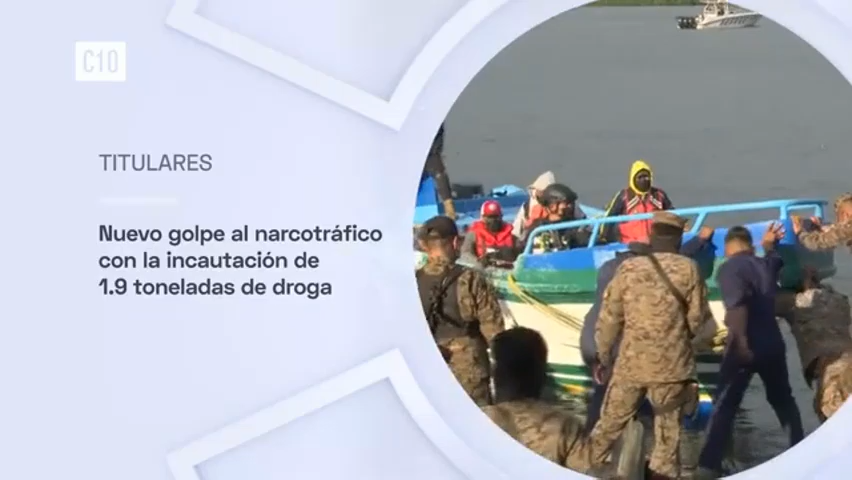 C10
TITULARES
Nuevo golpe al narcotráfico
con la incautación de
1.9 toneladas de droga